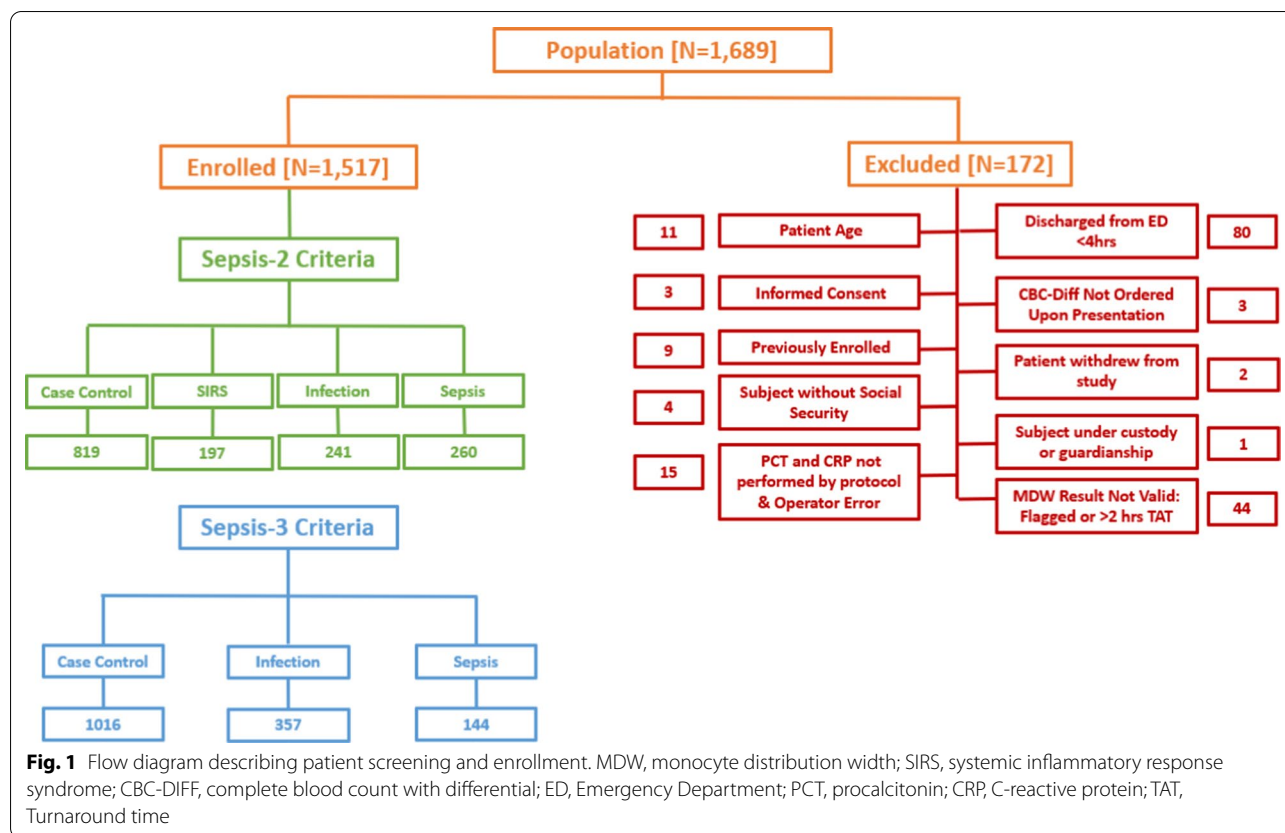 Population [N=1,689]
Enrolled [N=1,517]
Excluded [N=172]
Sepsis-2 Criteria
Case Control
SIRS
Infection
Sepsis
819
197
241
260
Sepsis-3 Criteria
Case Control
Infection
Sepsis
1016
357
144
11
Patient Age
3
Informed Consent
9
Previously Enrolled
4
Subject without Social
Security
15
PCT and CRP not
performed by protocol
& Operator Error
Discharged from ED
<4hrs
80
CBC-Diff Not Ordered
Upon Presentation
3
Patient withdrew from
study
2
Subject under custody
or guardianship
1
MDW Result Not Valid:
Flagged or >2 hrs TAT
44
Fig. 1 Flow diagram describing patient screening and enrollment. MDW, monocyte distribution width; SIRS, systemic inflammatory response
syndrome; CBC-DIFF, complete blood count with differential; ED, Emergency Department; PCT, procalcitonin; CRP, C-reactive protein; TAT,
Turnaround time